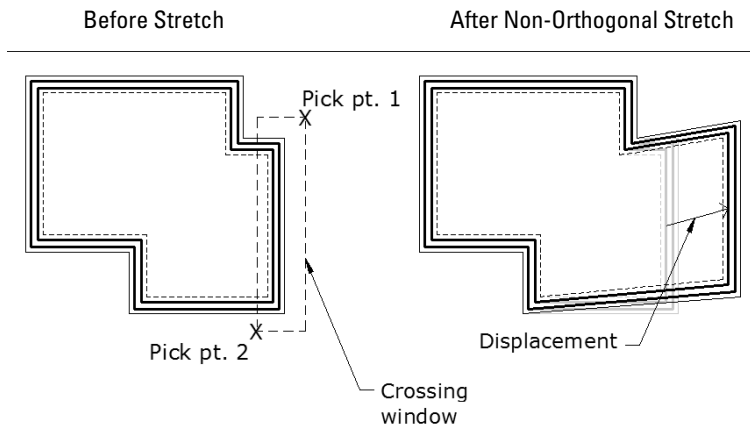 Before Stretch
After Non-Orthogonal Stretch
Pick pt. 1
Pick pt. 2
Displacement
Crossing
window